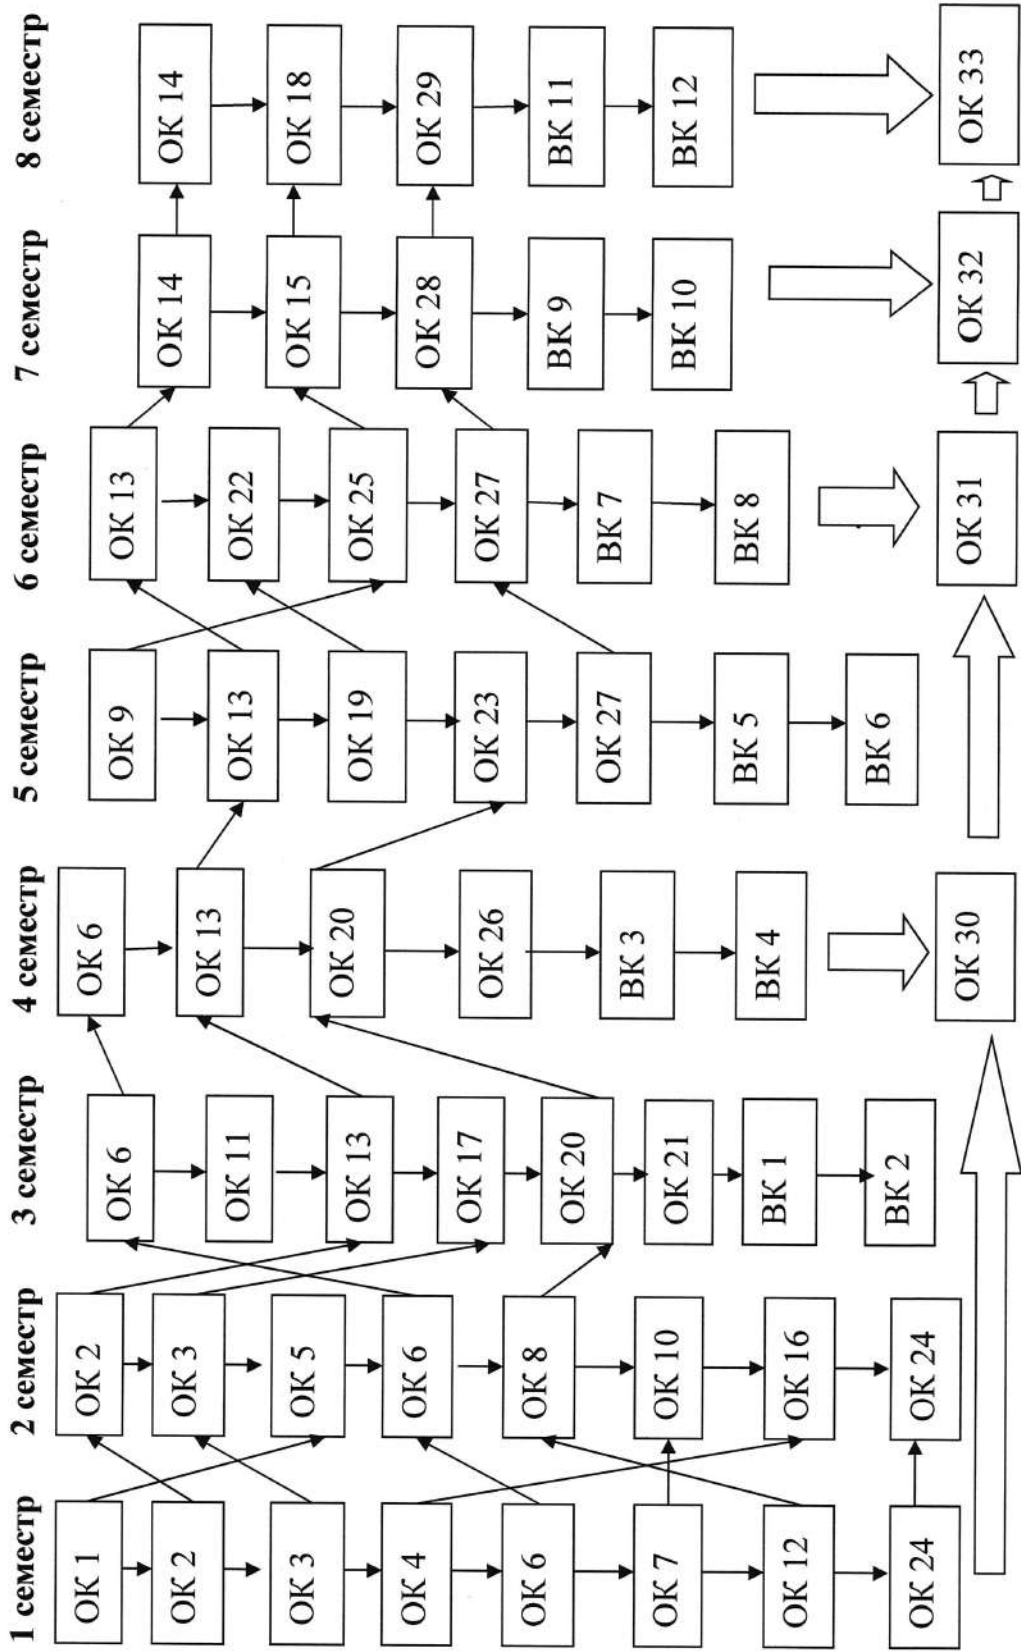 1 семестр
ОК 1
ОК 2
ОК 3
ОК 4
ОК 6
ОК 7
ОК 12
ОК 24
2 семестр
ОК 2
ОК 3
ОК 5
ОК 6
ОК 8
ОК 10
ОК 16
ОК 24
3 семестр
ОК 6
ОК 11
ОК 13
ОК 17
ОК 20
ОК 21
ВК 1
ВК 2
4 семестр
ОК 6
ОК 13
ОК 20
ОК 26
ВК 3
ВК 4
ОК 30
5 семестр
ОК 9
ОК 13
ОК 19
ОК 23
ОК 27
ВК 5
ВК 6
6 семестр
ОК 13
ОК 22
ОК 25
ОК 27
ВК 7
ВК 8
ОК 31
7 семестр
ОК 14
ОК 15
ОК 28
ВК 9
ВК 10
ОК 32
8 семестр
ОК 14
ОК 18
ОК 29
ВК 11
ВК 12
ОК 33